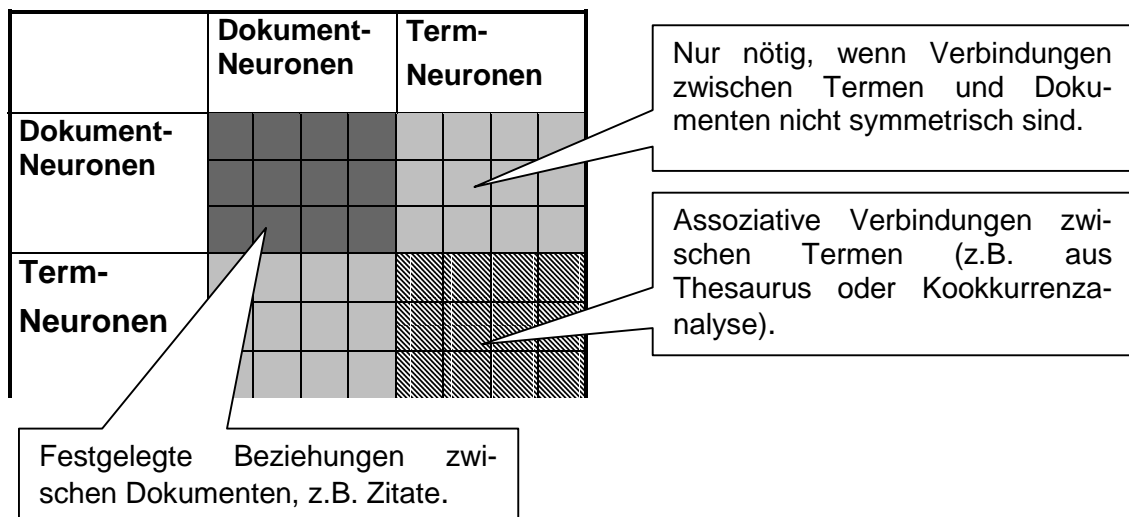 Dokument-
Neuronen
Term-
Neuronen
Dokument-
Neuronen
Term-
Neuronen
Nur nötig, wenn Verbindungen
zwischen Termen und Doku-
menten nicht symmetrisch sind.
Assoziative Verbindungen zwi-
schen Termen (z.B. aus
Thesaurus oder Kookkurrenza-
nalyse).
Festgelegte Beziehungen zwi-
schen Dokumenten, z.B. Zitate.